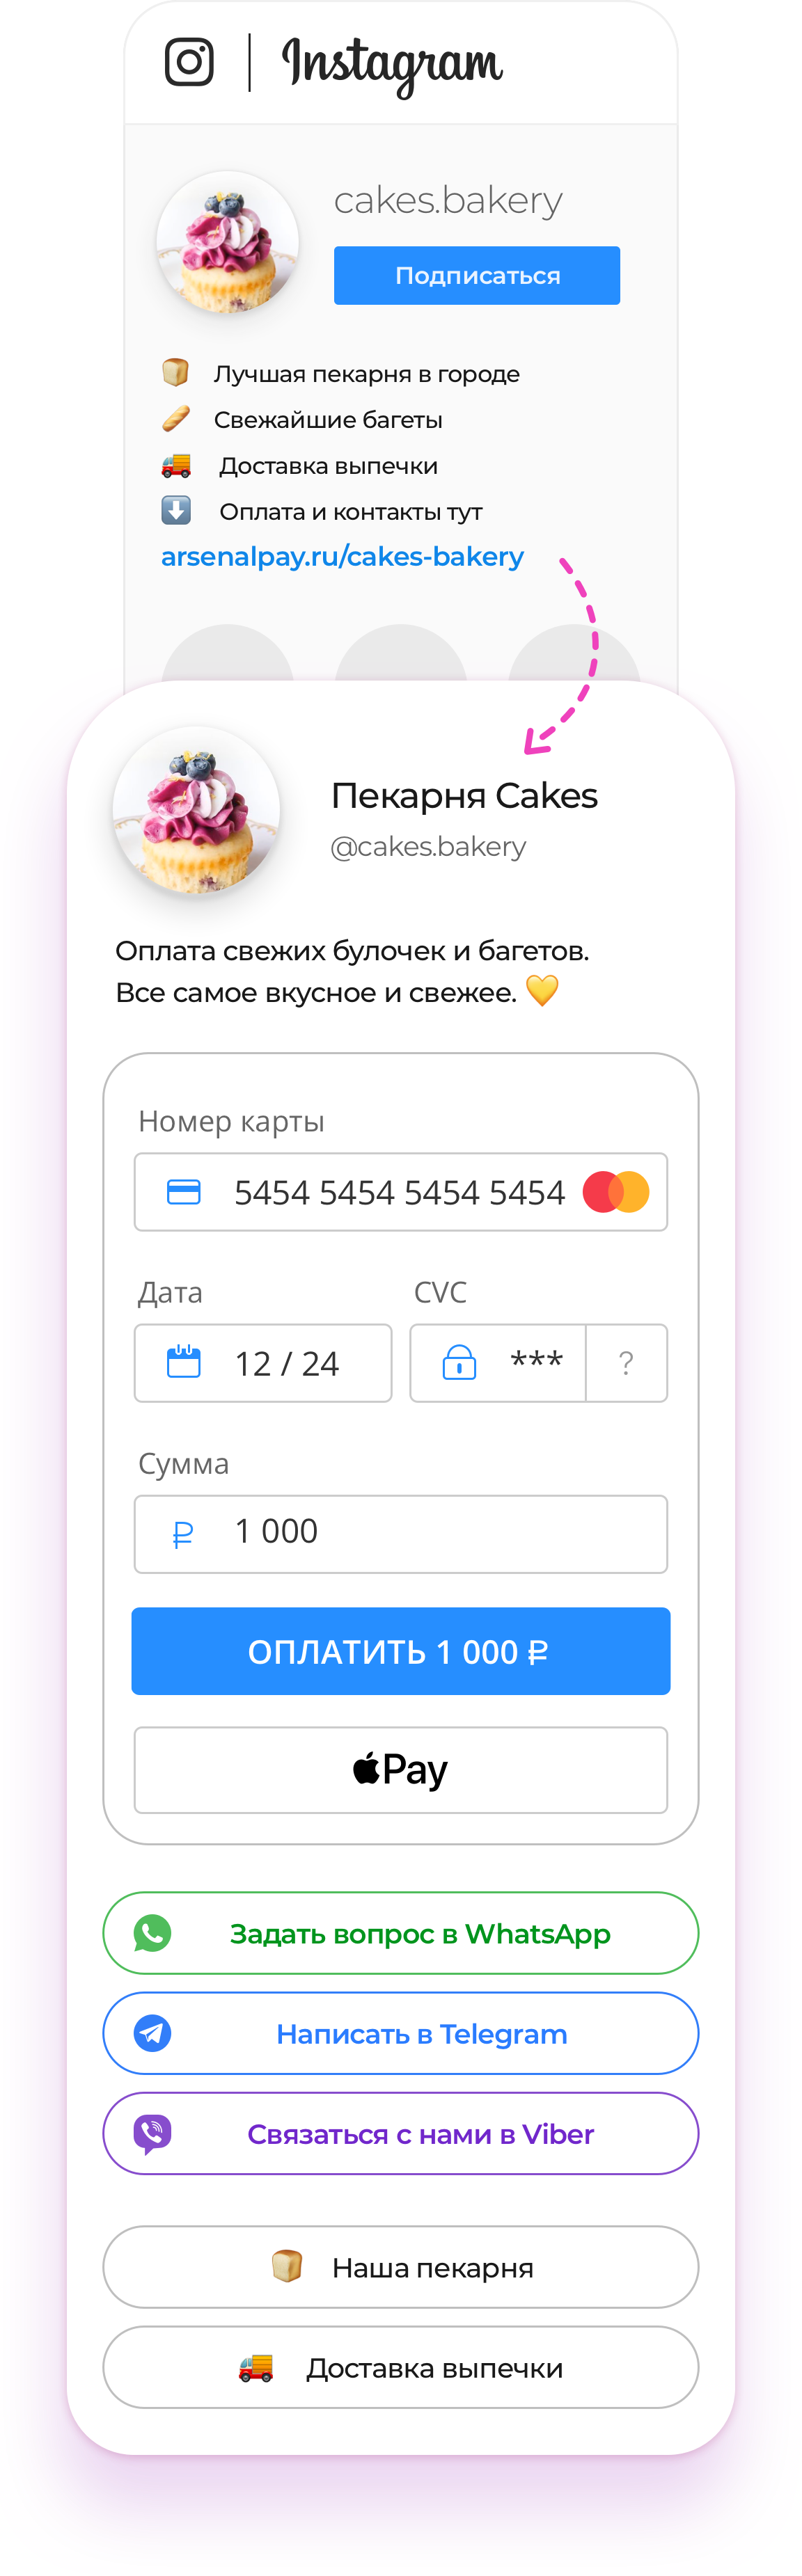 Instagram
cakes.bakery
Подписаться
Лучшая пекарня в городе
Свежайшие багеты
Доставка выпечки
Оплата и контакты тут
arsenalpay.ru/cakes-bakery
Пекарня Cakes
@cakes.bakery
Оплата свежих булочек и багетов.
Все самое вкусное и свежее. 💛
Номер карты
5454 5454 5454 5454
Дата CVC
12 / 24 *** ?
Сумма
₽ 1 000
ОПЛАТИТЬ 1 000 ₽
Pay
Задать вопрос в WhatsApp
Написать в Telegram
Связаться с нами в Viber
Наша пекарня
Доставка выпечки